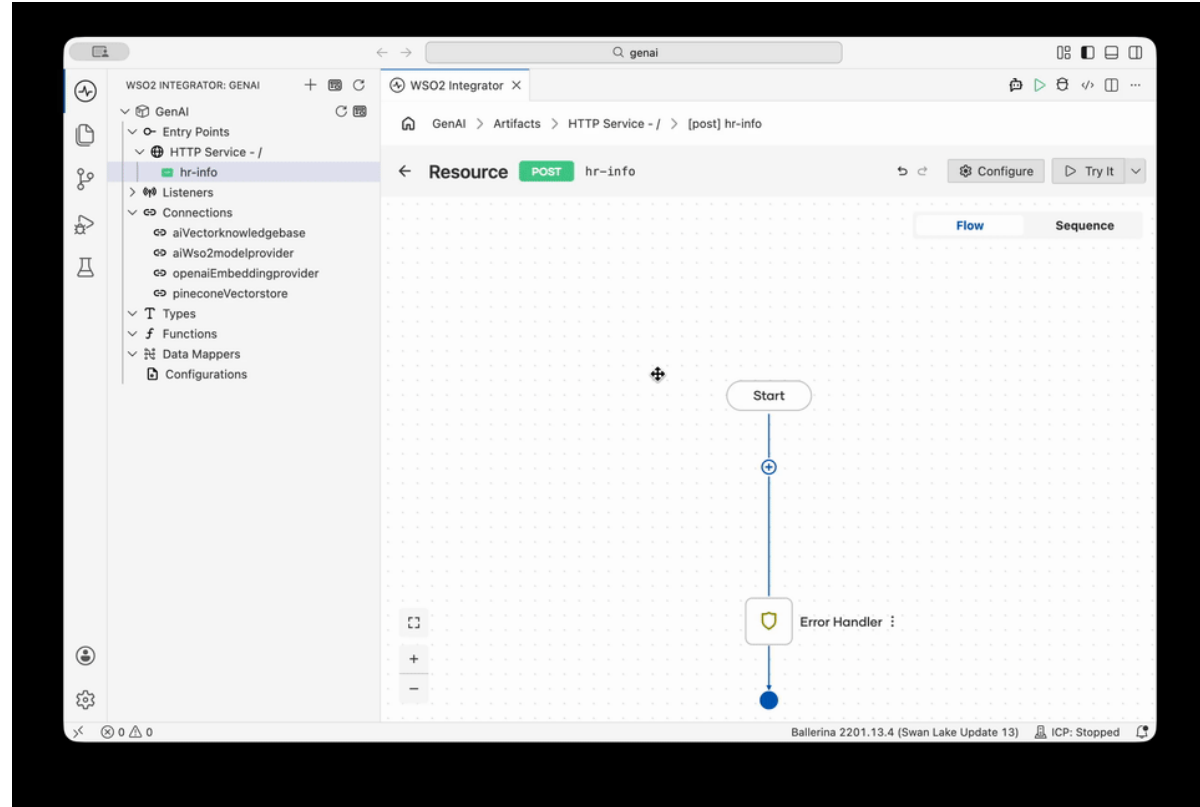 genai
WSO2 INTEGRATOR: GENAI
GenAI
Entry Points
HTTP Service - /
hr-info
Listeners
Connections
aiVectorknowledgebase
aiWso2modelprovider
openaiEmbeddingprovider
pineconeVectorstore
Types
Functions
Data Mappers
Configurations
WSO2 Integrator
GenAI > Artifacts > HTTP Service - / > [post] hr-info
Resource POST hr-info
Configure
Try It
Flow
Sequence
Start
Error Handler
0 0
Ballerina 2201.13.4 (Swan Lake Update 13)
ICP: Stopped